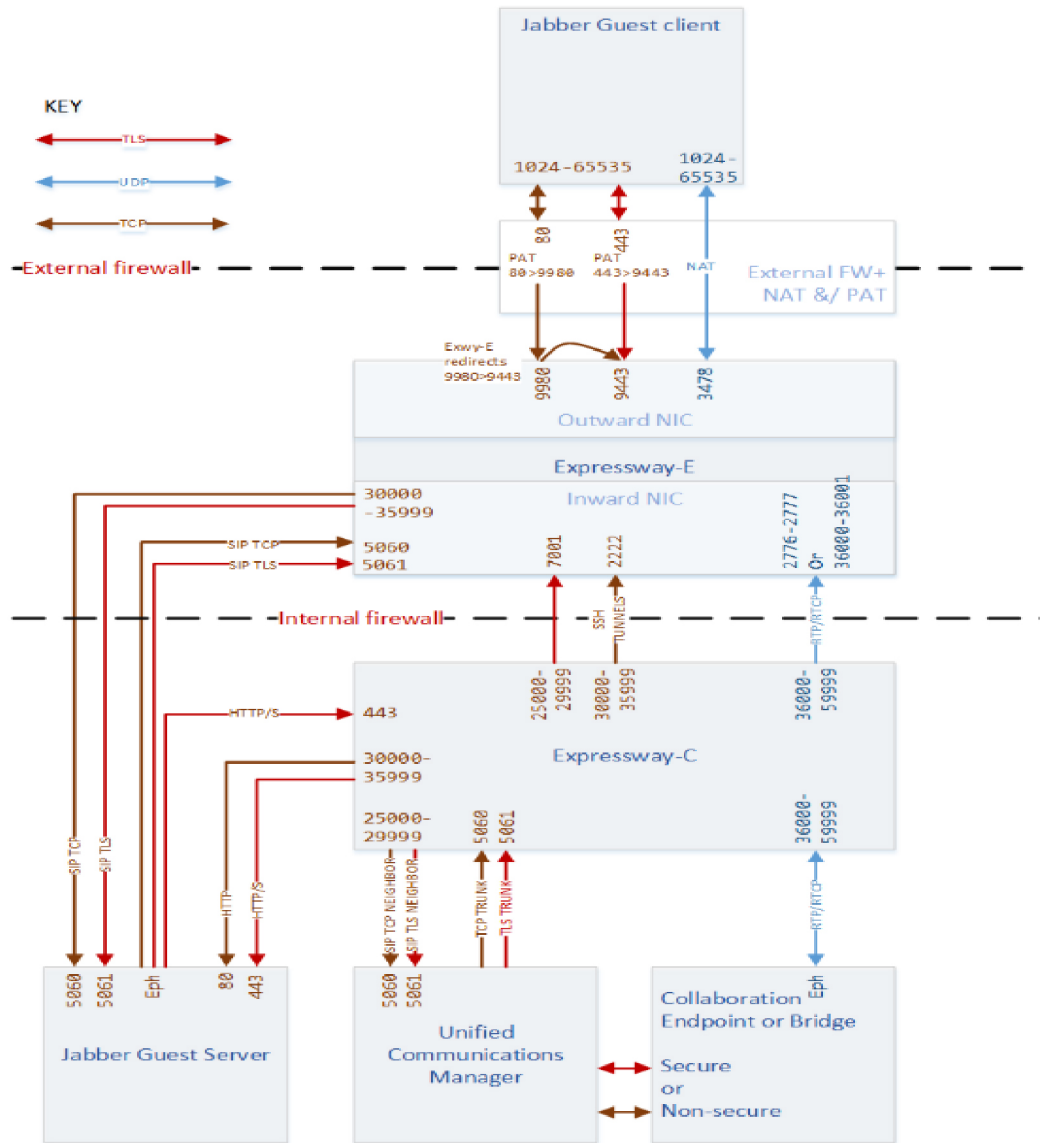 Jabber Guest client
1024-65535
1024-
65535
KEY
TLS
UDP
TCP
External firewall
80
443
PAT
80>9980
PAT
443>9443
NAT
External FW+
NAT &/ PAT
Exwy-E
redirects
9980>9443
9980
9443
3478
Outward NIC
Expressway-E
Inward NIC
30000
-35999
5060
5061
SIP TCP
SIP TLS
7001
2222
2776-2777
Or
36000-36001
Internal firewall
SSH
TUNNELS
RTP/RTCP
25000-
29999
30000-
35999
36000-
59999
HTTP/S
443
Expressway-C
30000-
35999
25000-
29999
5060
5061
36000-
59999
SIP TCP
SIP TLS
HTTP
HTTP/S
SIP TCP NEIGHBOR
SIP TLS NEIGHBOR
TCP TRUNK
TLS TRUNK
RTP/RTCP
5060
5061
Eph
80
443
Jabber Guest Server
5060
5061
Unified
Communications
Manager
Eph
Collaboration
Endpoint or Bridge
Secure
or
Non-secure